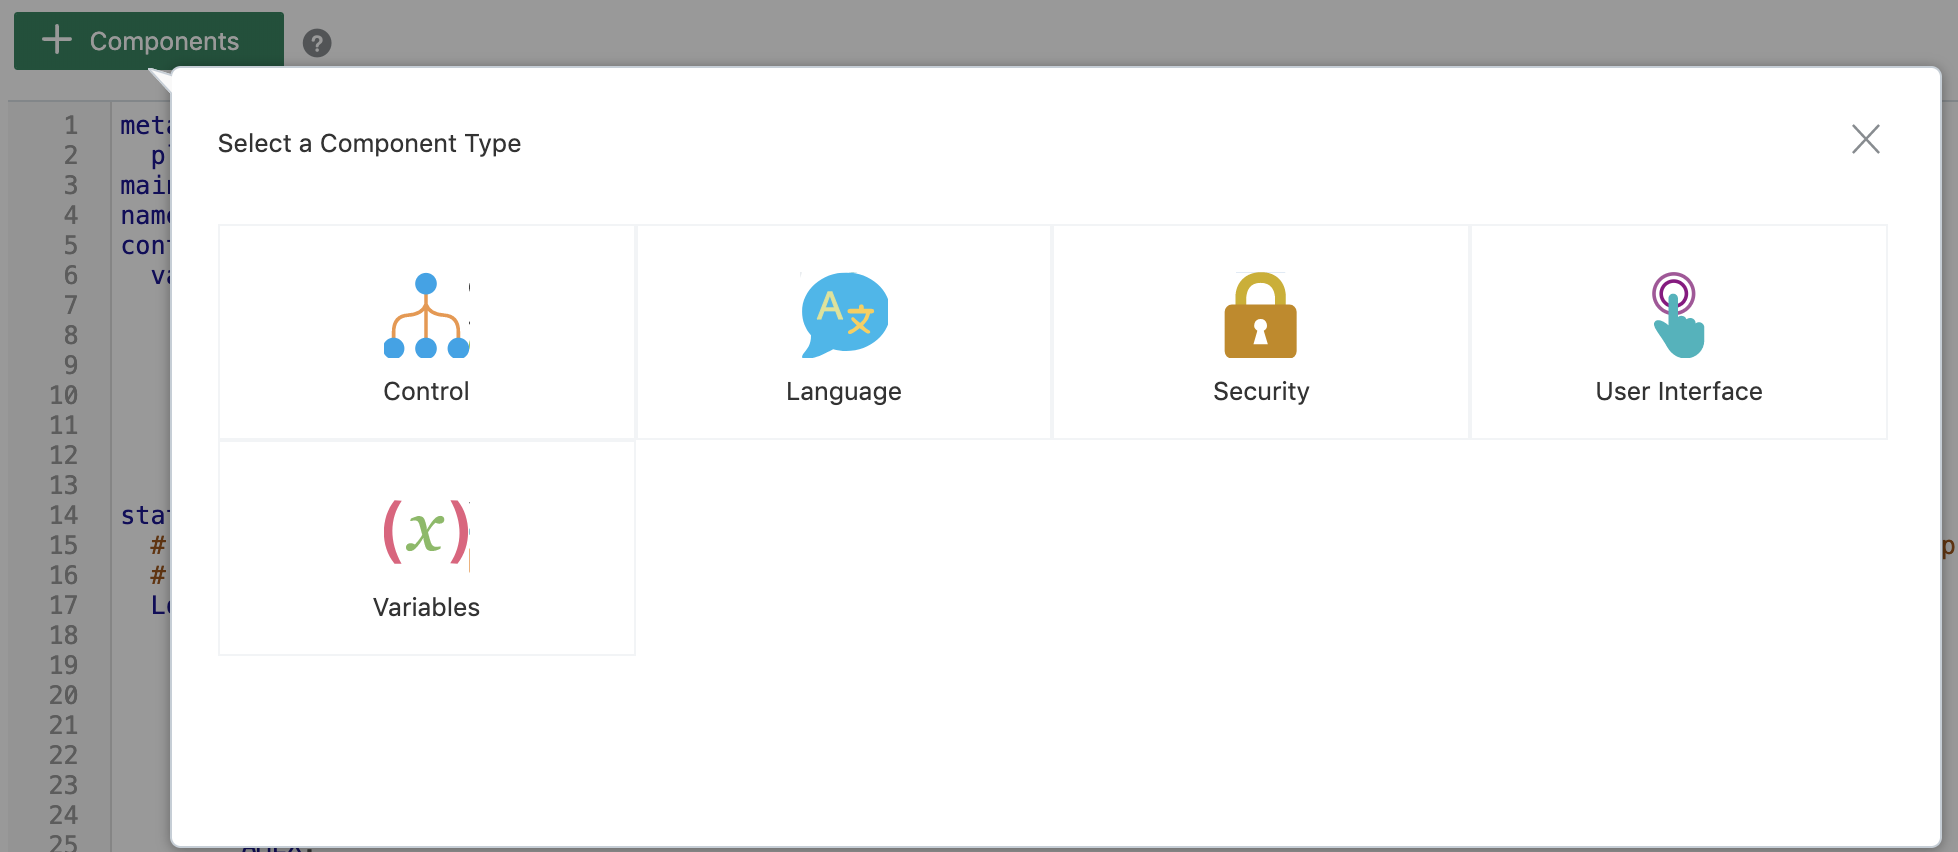 + Components ?
Select a Component Type
Control
Language
Security
User Interface
(x)
Variables
1 meta
2 p
3 main
4 name
5 con
6 va
7
8
9
10
11
12
13
14 sta
15 # p
16 #
17 L
18
19
20
21
22
23
24
25